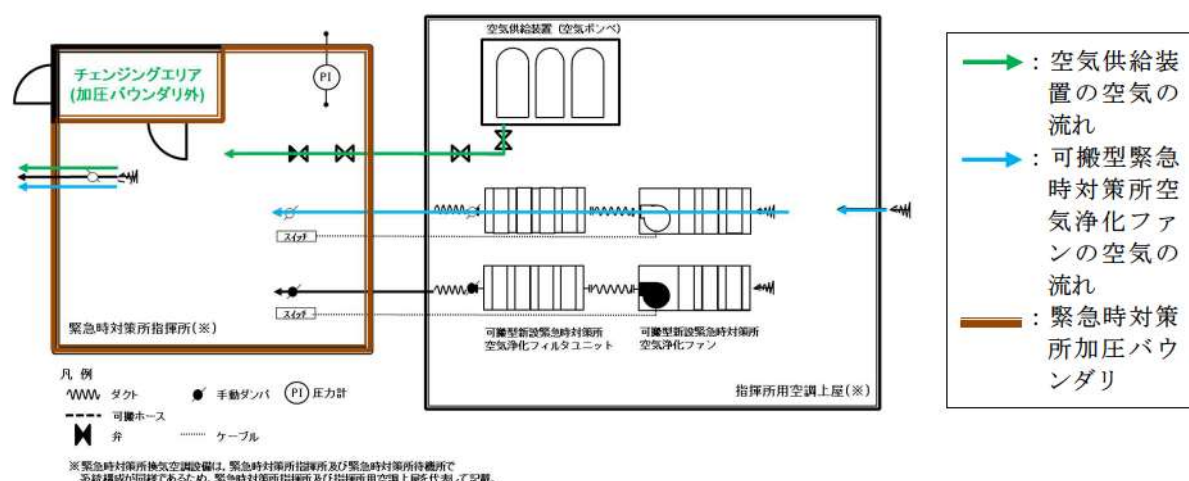 空気供給装置(空気ボンベ)
チェンジングエリア
(加圧バウンダリ外)
PI
スイッチ
スイッチ
緊急時対策所指揮所(※)
可搬型新設緊急時対策所
空気浄化フィルタユニット
可搬型新設緊急時対策所
空気浄化ファン
指揮所用空調上屋(※)
凡 例
ダクト
手動ダンパ
PI 圧力計
可搬ホース
弁
ケーブル
※緊急時対策所換気空調設備は、緊急時対策所指揮所及び緊急時対策所待機所で
系統構成が同様であるため、緊急時対策所指揮所及び指揮所用空調上屋を代表して記載。
:空気供給装
置の空気の
流れ
:可搬型緊急
時対策所空
気浄化ファ
ンの空気の
流れ
:緊急時対策
所加圧バウ
ンダリ